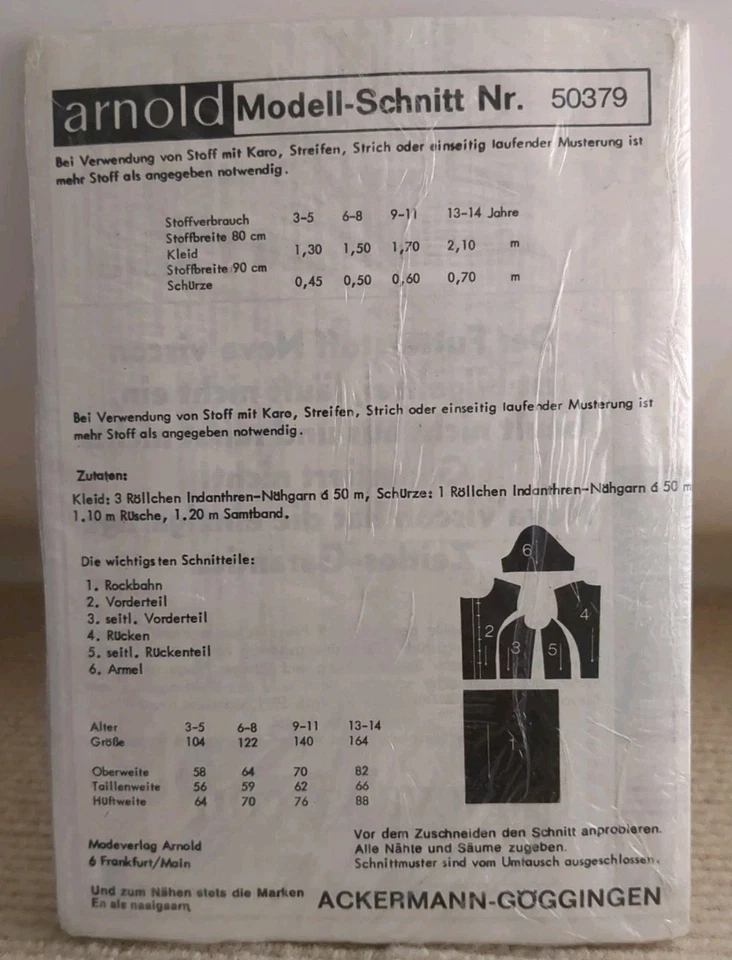 arnold Modell-Schnitt Nr. 50379
Bei Verwendung von Stoff mit Karo, Streifen, Strich oder einseitig laufender Musterung ist
mehr Stoff als angegeben notwendig.
Stoffverbrauch 3-5 6-8 9-11 13-14 Jahre
Stoffbreite 80 cm
Kleid 1,30 1,50 1,70 2,10 m
Stoffbreite 90 cm
Schürze 0,45 0,50 0,60 0,70 m
Bei Verwendung von Stoff mit Karo, Streifen, Strich oder einseitig laufender Musterung ist
mehr Stoff als angegeben notwendig.
Zutaten:
Kleid: 3 Röllchen Indanthren-Nähgarn á 50 m, Schürze: 1 Röllchen Indanthren-Nähgarn á 50 m
1.10 m Rüsche, 1.20 m Samtband.
Die wichtigsten Schnitteile:
1. Rockbahn
2. Vorderteil
3. seitl. Vorderteil
4. Rücken
5. seitl. Rückenteil
6. Armel
6
4
2
3
5
1
Alter 3-5 6-8 9-11 13-14
Größe 104 122 140 164
Oberweite 58 64 70 82
Taillenweite 56 59 62 66
Hüftweite 64 70 76 88
Modeverlag Arnold
6 Frankfurt/Main
Vor dem Zuschneiden den Schnitt anprobieren.
Alle Nähte und Säume zugeben.
Schnittmuster sind vom Umtausch ausgeschlossen.
Und zum Nähen stets die Marken
En als naaigaarn
ACKERMANN-GÖGGINGEN